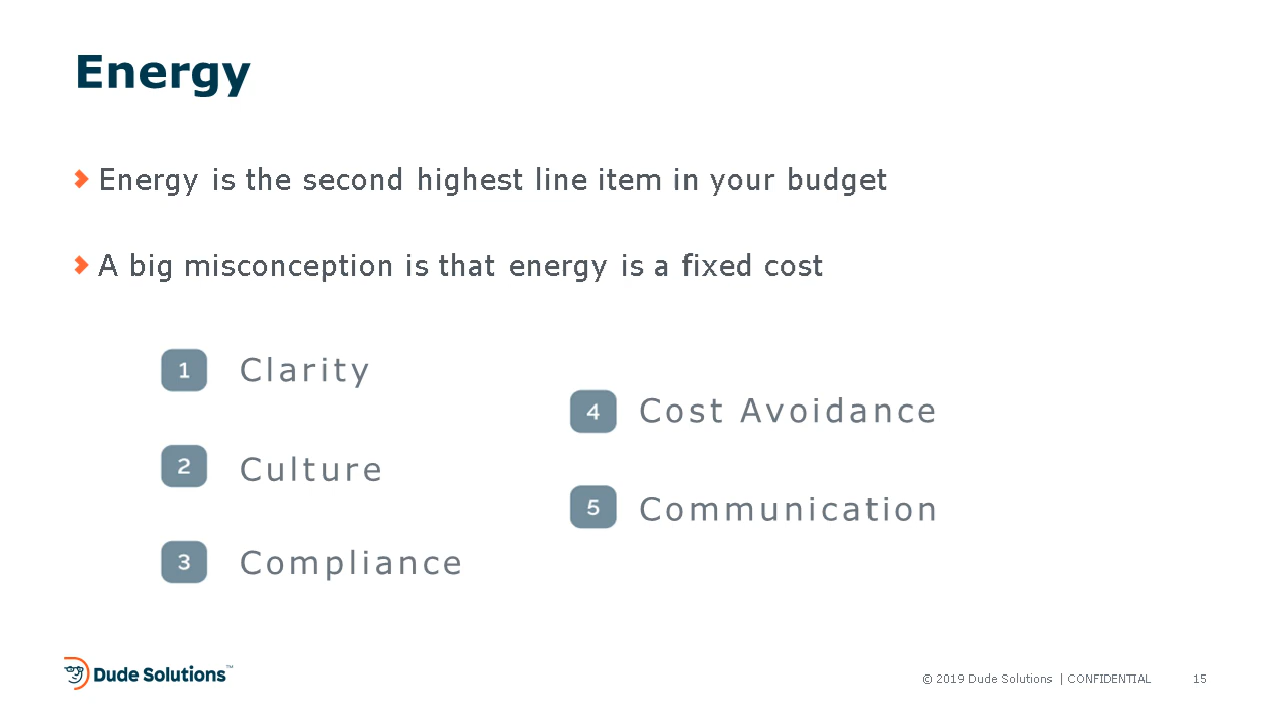 Energy
Energy is the second highest line item in your budget
A big misconception is that energy is a fixed cost
1 Clarity
2 Culture
3 Compliance
4 Cost Avoidance
5 Communication
Dude Solutions™
© 2019 Dude Solutions | CONFIDENTIAL 15